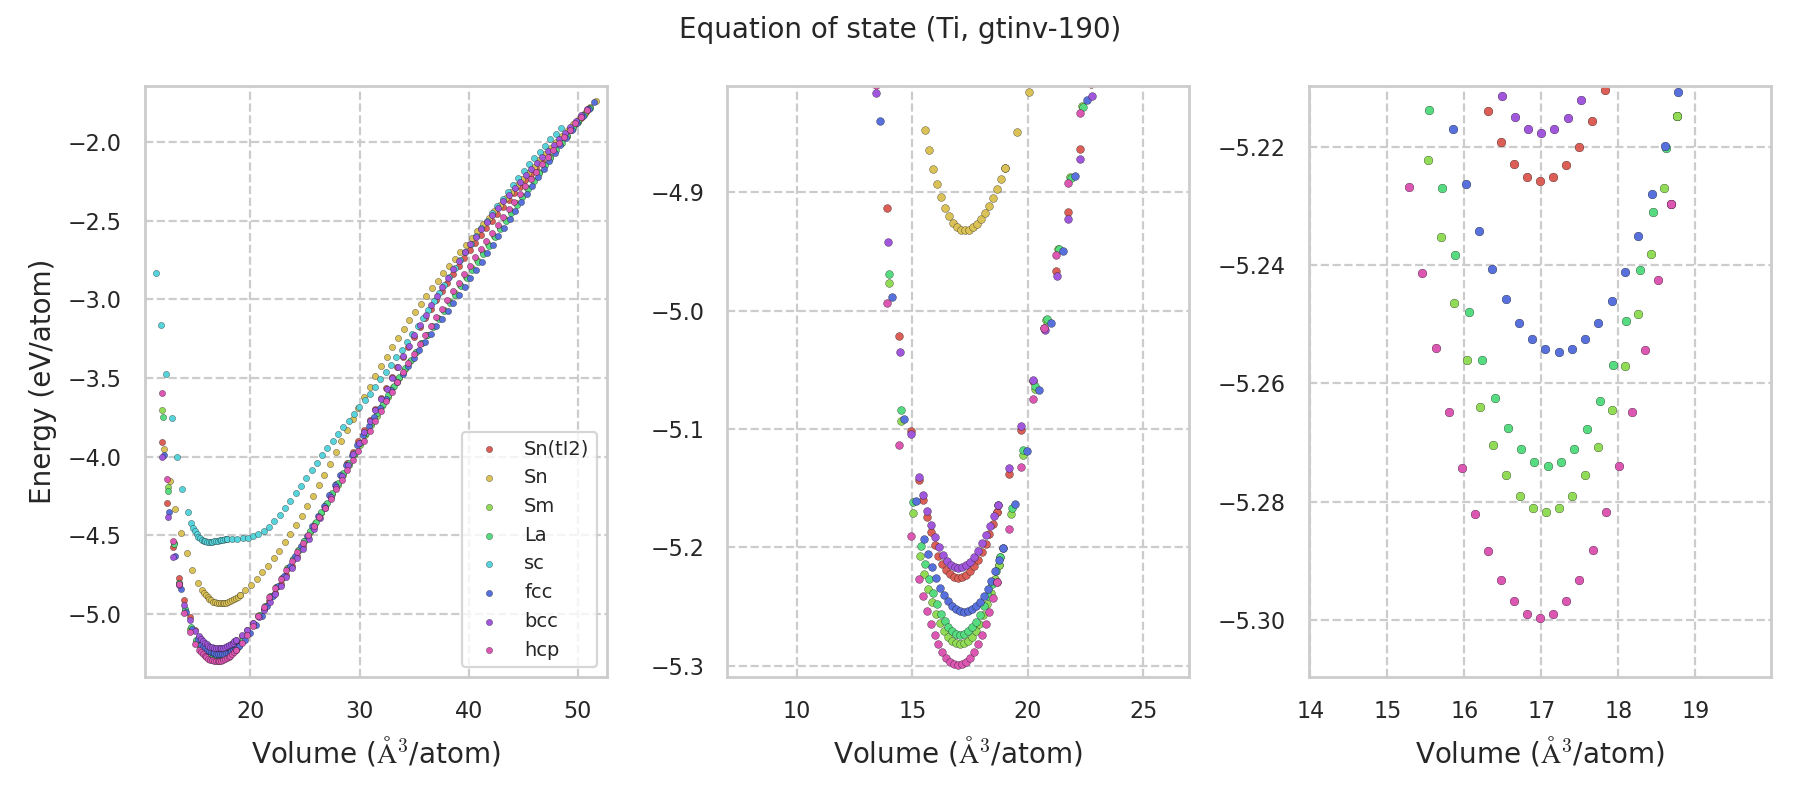 Equation of state (Ti, gtinv-190)
Energy (eV/atom)
−2.0
−2.5
−3.0
−3.5
−4.0
−4.5
−5.0
20 30 40 50
Volume (Å³/atom)
Sn(tI2)
Sn
Sm
La
sc
fcc
bcc
hcp
−4.9
−5.0
−5.1
−5.2
−5.3
10 15 20 25
Volume (Å³/atom)
−5.22
−5.24
−5.26
−5.28
−5.30
14 15 16 17 18 19
Volume (Å³/atom)